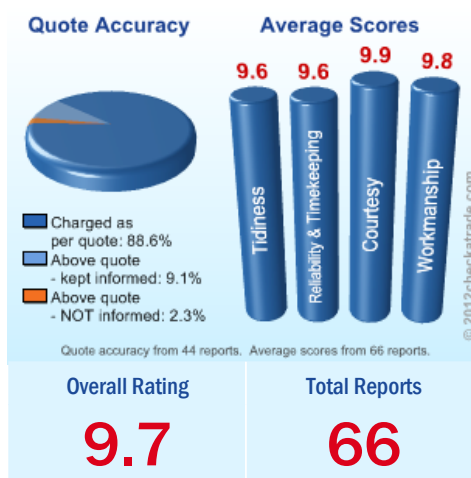 Quote Accuracy
Charged as
per quote: 88.6%
Above quote
- kept informed: 9.1%
Above quote
- NOT informed: 2.3%
Average Scores
9.6
9.6
9.9
9.8
Tidiness
Reliability & Timekeeping
Courtesy
Workmanship
© 2012checkatrade.com
Quote accuracy from 44 reports. Average scores from 66 reports.
Overall Rating
9.7
Total Reports
66